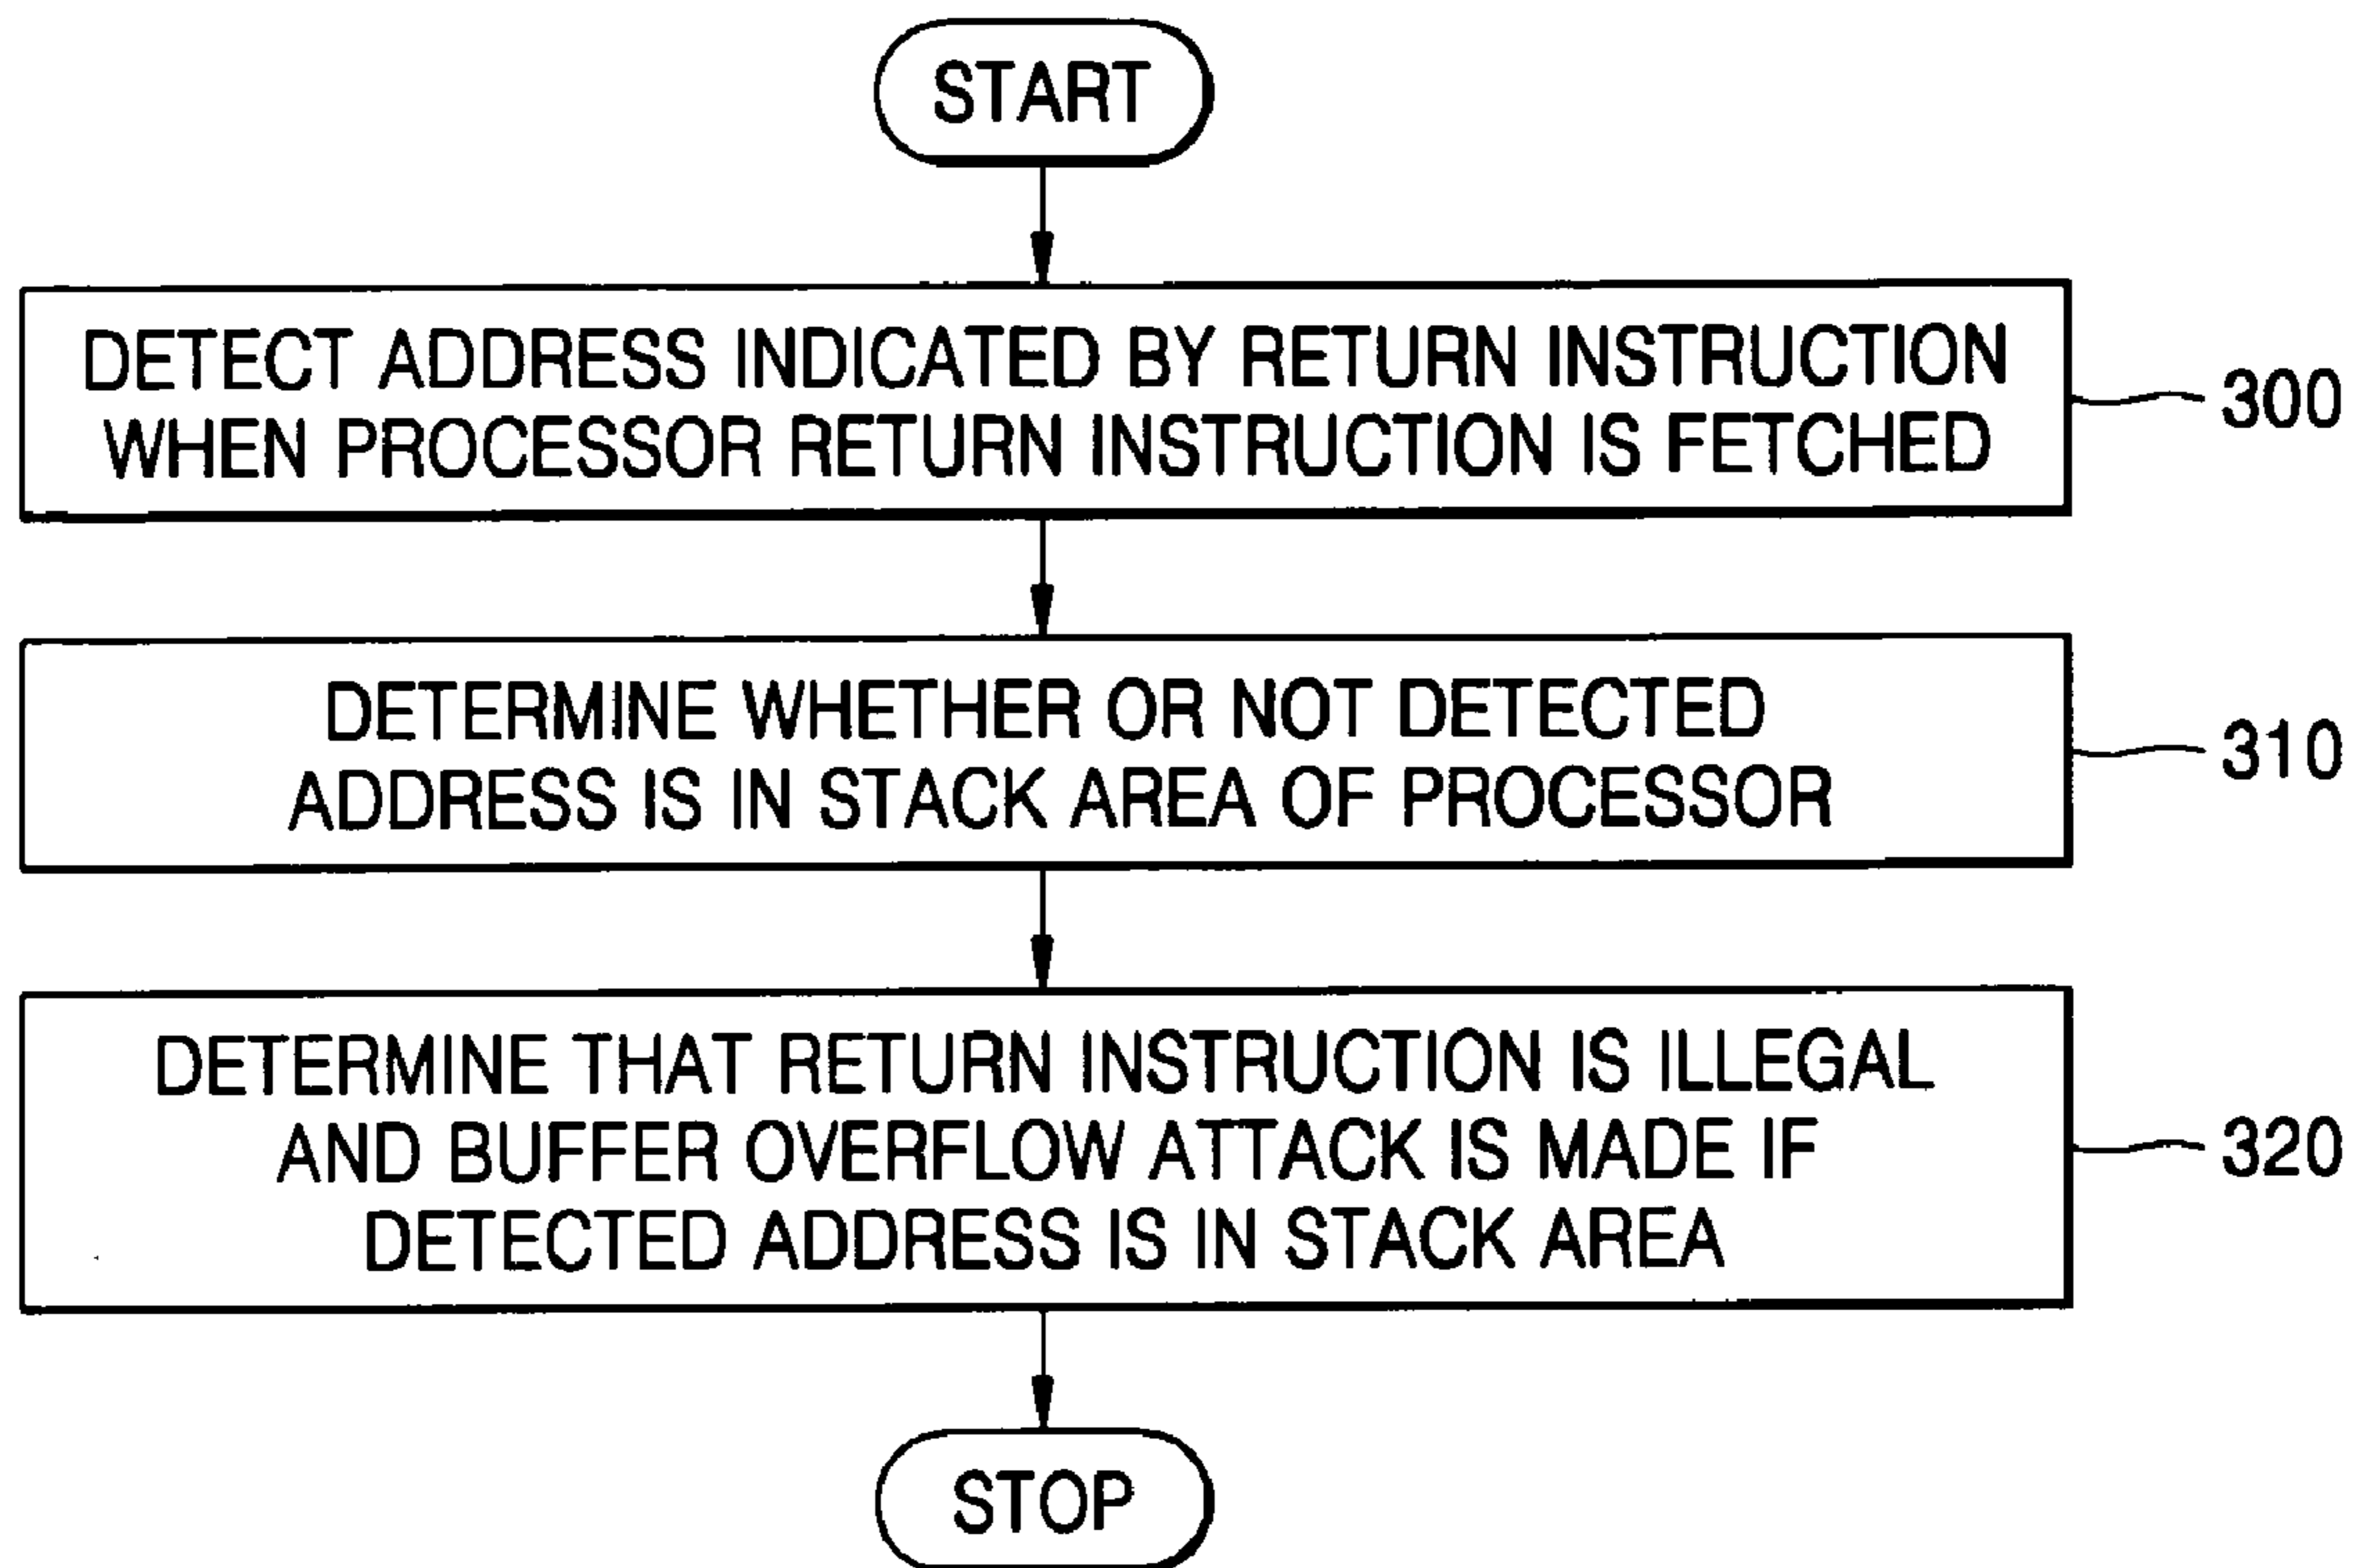 START
DETECT ADDRESS INDICATED BY RETURN INSTRUCTION
WHEN PROCESSOR RETURN INSTRUCTION IS FETCHED
300
DETERMINE WHETHER OR NOT DETECTED
ADDRESS IS IN STACK AREA OF PROCESSOR
310
DETERMINE THAT RETURN INSTRUCTION IS ILLEGAL
AND BUFFER OVERFLOW ATTACK IS MADE IF
DETECTED ADDRESS IS IN STACK AREA
320
STOP